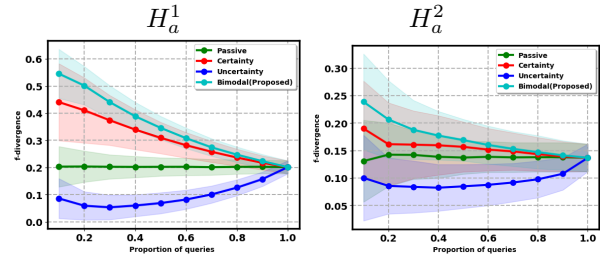 H_a^1
H_a^2
f-divergence
0.6
0.5
0.4
0.3
0.2
0.1
0.0
Passive
Certainty
Uncertainty
Bimodal(Proposed)
0.2 0.4 0.6 0.8 1.0
Proportion of queries
f-divergence
0.30
0.25
0.20
0.15
0.10
0.05
Passive
Certainty
Uncertainty
Bimodal(Proposed)
0.2 0.4 0.6 0.8 1.0
Proportion of queries